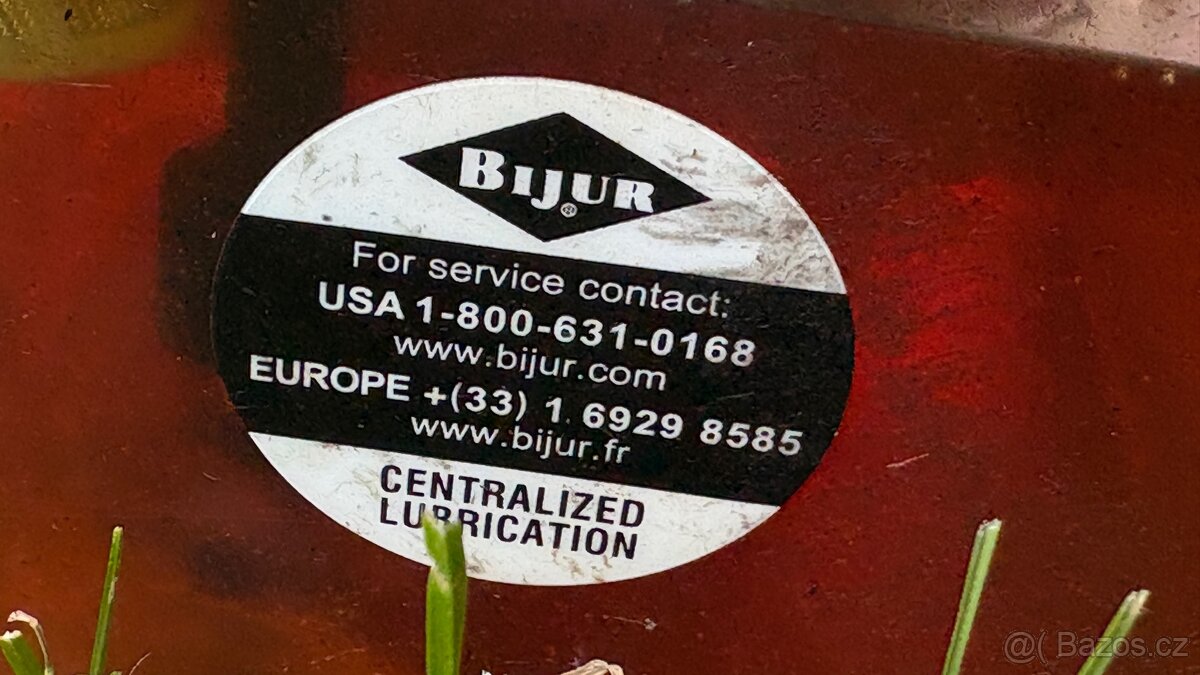 BIJUR
®
For service contact:
USA 1-800-631-0168
www.bijur.com
EUROPE +(33) 1 6929 8585
www.bijur.fr
CENTRALIZED
LUBRICATION
@( Bazos.cz